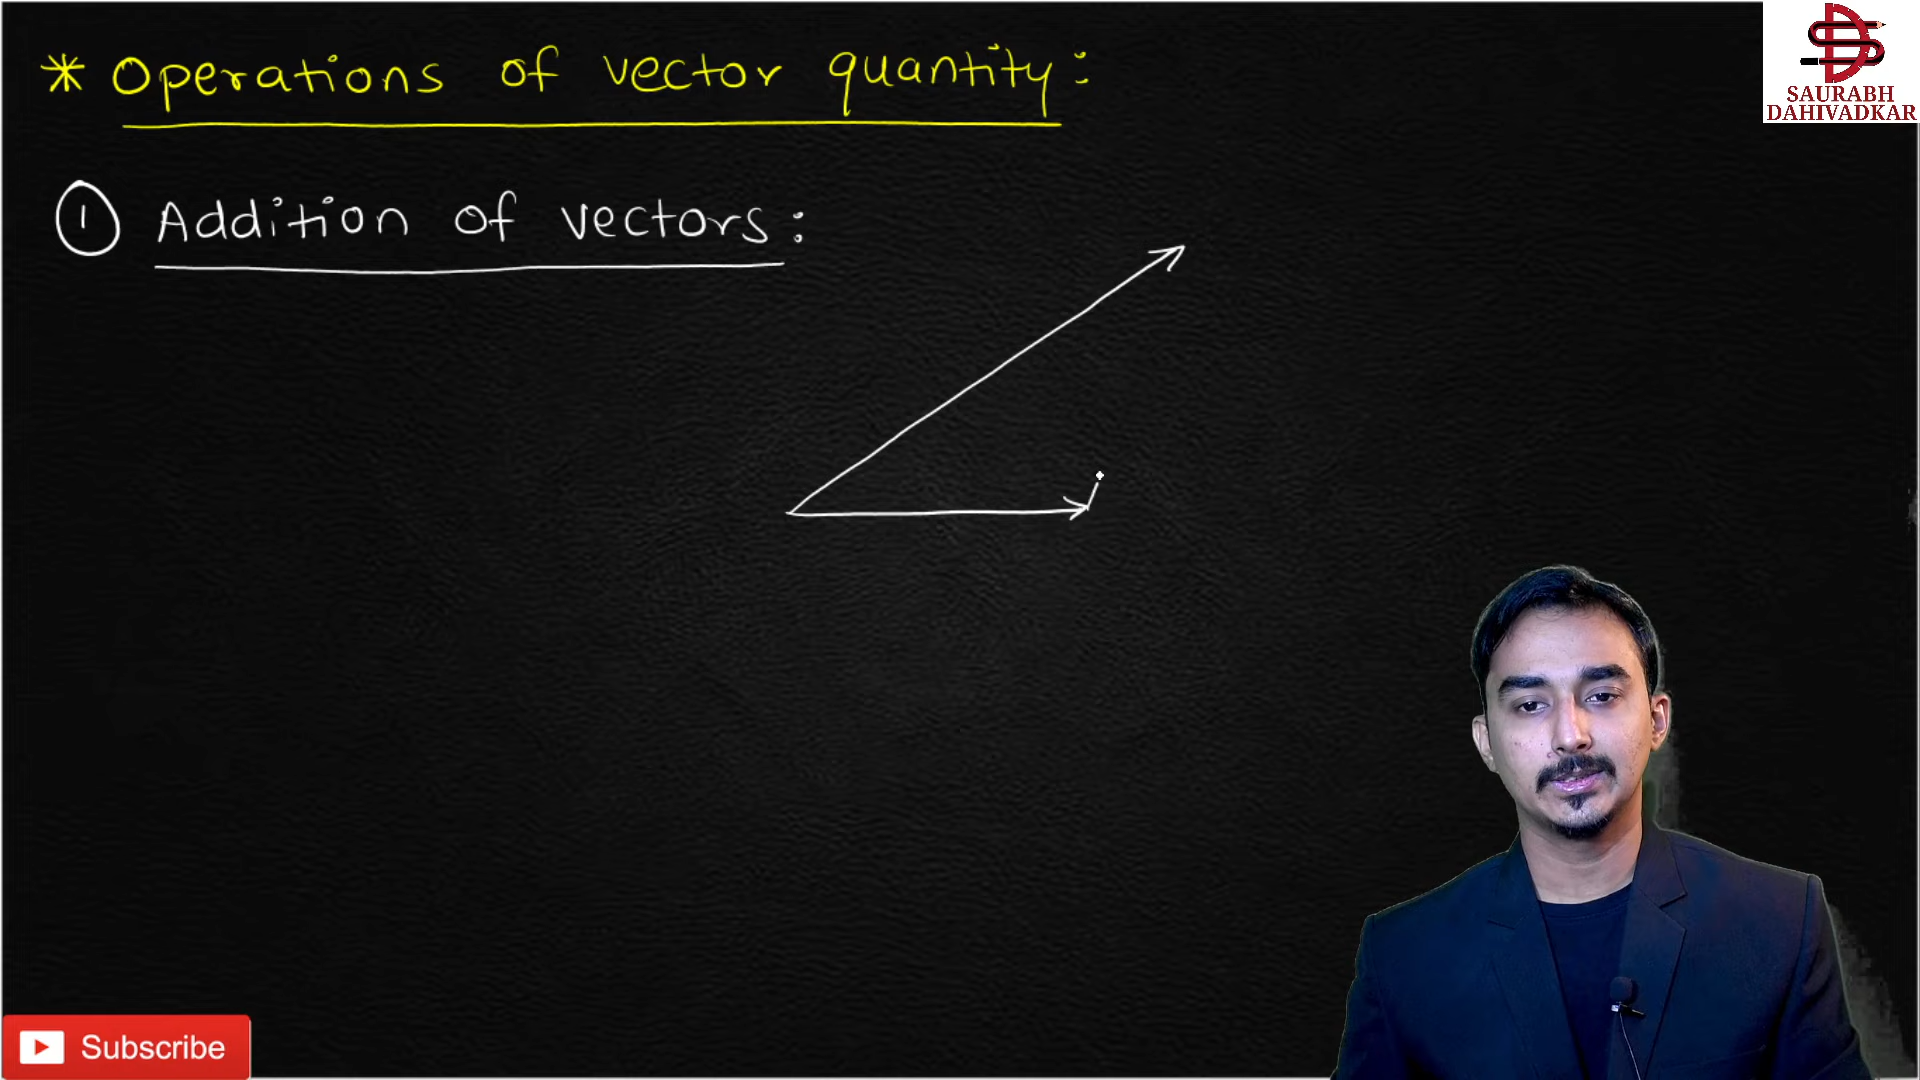 * Operations of vector quantity:
SAURABH
DAHIVADKAR
① Addition of vectors:
Subscribe